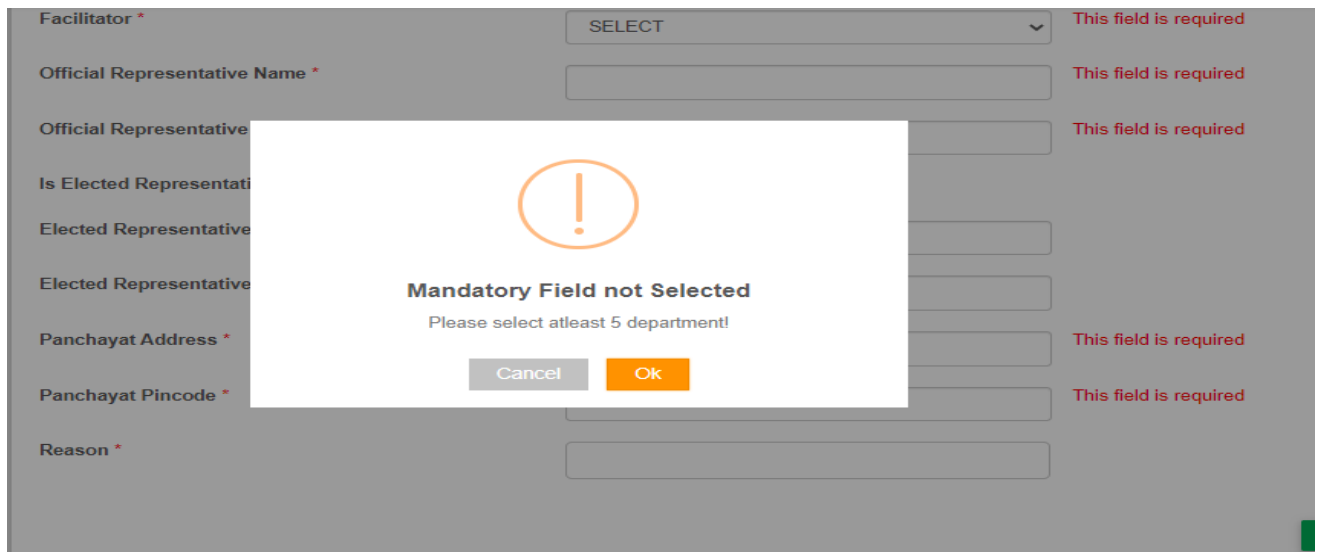 Facilitator * SELECT This field is required
Official Representative Name * This field is required
Official Representative This field is required
Is Elected Representati
Elected Representative
Elected Representative
!
Mandatory Field not Selected
Please select atleast 5 department!
Cancel Ok
Panchayat Address * This field is required
Panchayat Pincode * This field is required
Reason *